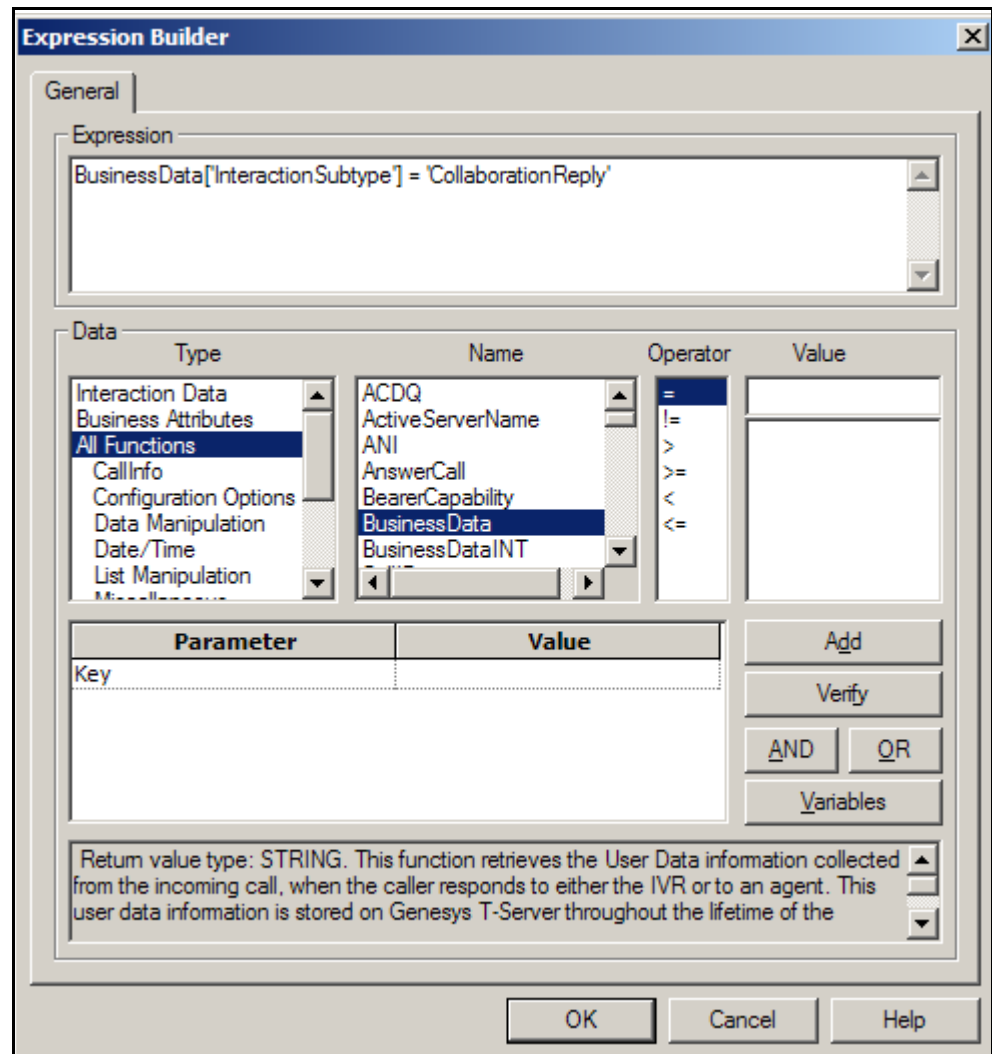 Expression Builder
General
Expression
BusinessData['InteractionSubtype'] = 'CollaborationReply'
Data
Type Name Operator Value
Interaction Data
Business Attributes
All Functions
CallInfo
Configuration Options
Data Manipulation
Date/Time
List Manipulation
ACDQ
ActiveServerName
ANI
AnswerCall
BearerCapability
BusinessData
BusinessDataINT
=
!=
>
>=
<
<=
Parameter Value
Key
Add
Verify
AND OR
Variables
Return value type: STRING. This function retrieves the User Data information collected
from the incoming call, when the caller responds to either the IVR or to an agent. This
user data information is stored on Genesys T-Server throughout the lifetime of the
OK Cancel Help